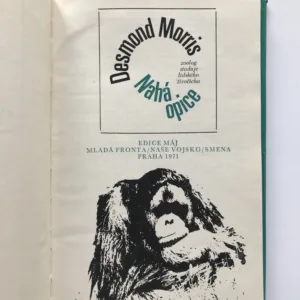 Desmond Morris
Nahá opice
zoolog
studuje
lidského
živočicha
EDICE MÁJ
MLADÁ FRONTA/NAŠE VOJSKO/SMENA
PRAHA 1971